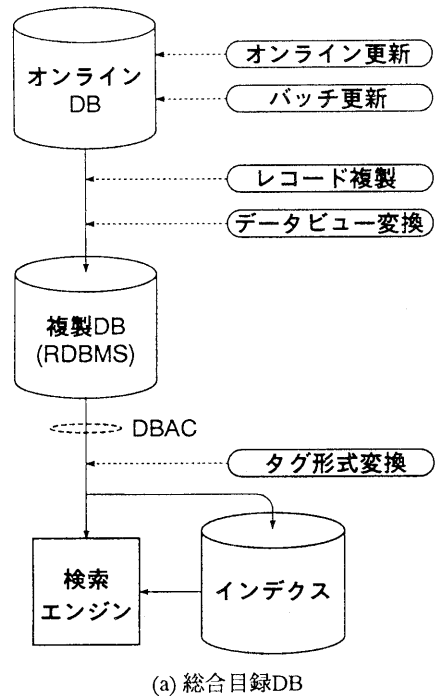 オンライン
DB
オンライン更新
バッチ更新
レコード複製
データビュー変換
複製DB
(RDBMS)
DBAC
タグ形式変換
検索
エンジン
インデクス
(a) 総合目録DB